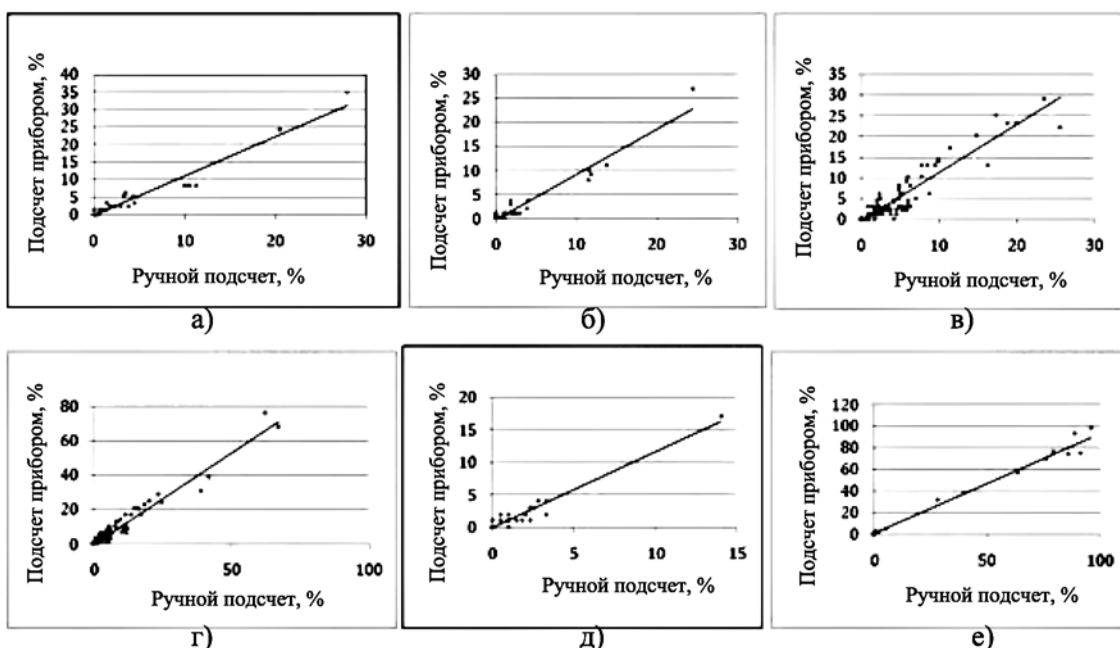 Подсчет прибором, %
40
35
30
25
20
15
10
5
0
0 10 20 30
Ручной подсчет, %
а)
Подсчет прибором, %
30
25
20
15
10
5
0
0 10 20 30
Ручной подсчет, %
б)
Подсчет прибором, %
35
30
25
20
15
10
5
0
0 10 20 30
Ручной подсчет, %
в)
Подсчет прибором, %
80
60
40
20
0
0 50 100
Ручной подсчет, %
г)
Подсчет прибором, %
20
15
10
5
0
0 5 10 15
Ручной подсчет, %
д)
Подсчет прибором, %
120
100
80
60
40
20
0
0 50 100
Ручной подсчет, %
е)